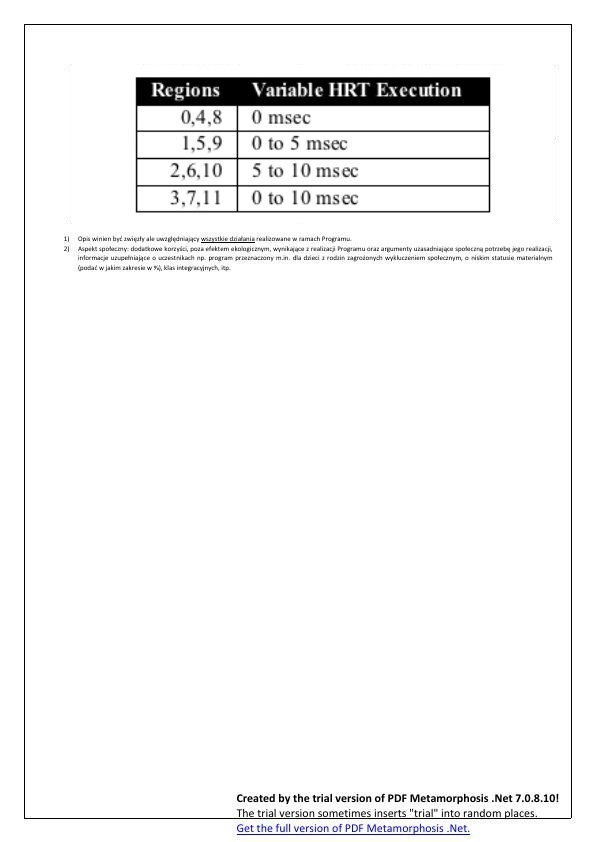 Regions Variable HRT Execution
0,4,8 0 msec
1,5,9 0 to 5 msec
2,6,10 5 to 10 msec
3,7,11 0 to 10 msec
1) Opis winien być zwięzły ale uwzględniający wszystkie działania realizowane w ramach Programu.
2) Aspekt społeczny: dodatkowe korzyści, poza efektem ekologicznym, wynikające z realizacji Programu oraz argumenty uzasadniające społeczną potrzebę jego realizacji,
informacje uzupełniające o uczestnikach np. program przeznaczony m.in. dla dzieci z rodzin zagrożonych wykluczeniem społecznym, o niskim statusie materialnym
(podać w jakim zakresie w %), klas integracyjnych, itp.
Created by the trial version of PDF Metamorphosis .Net 7.0.8.10!
The trial version sometimes inserts "trial" into random places.
Get the full version of PDF Metamorphosis .Net.